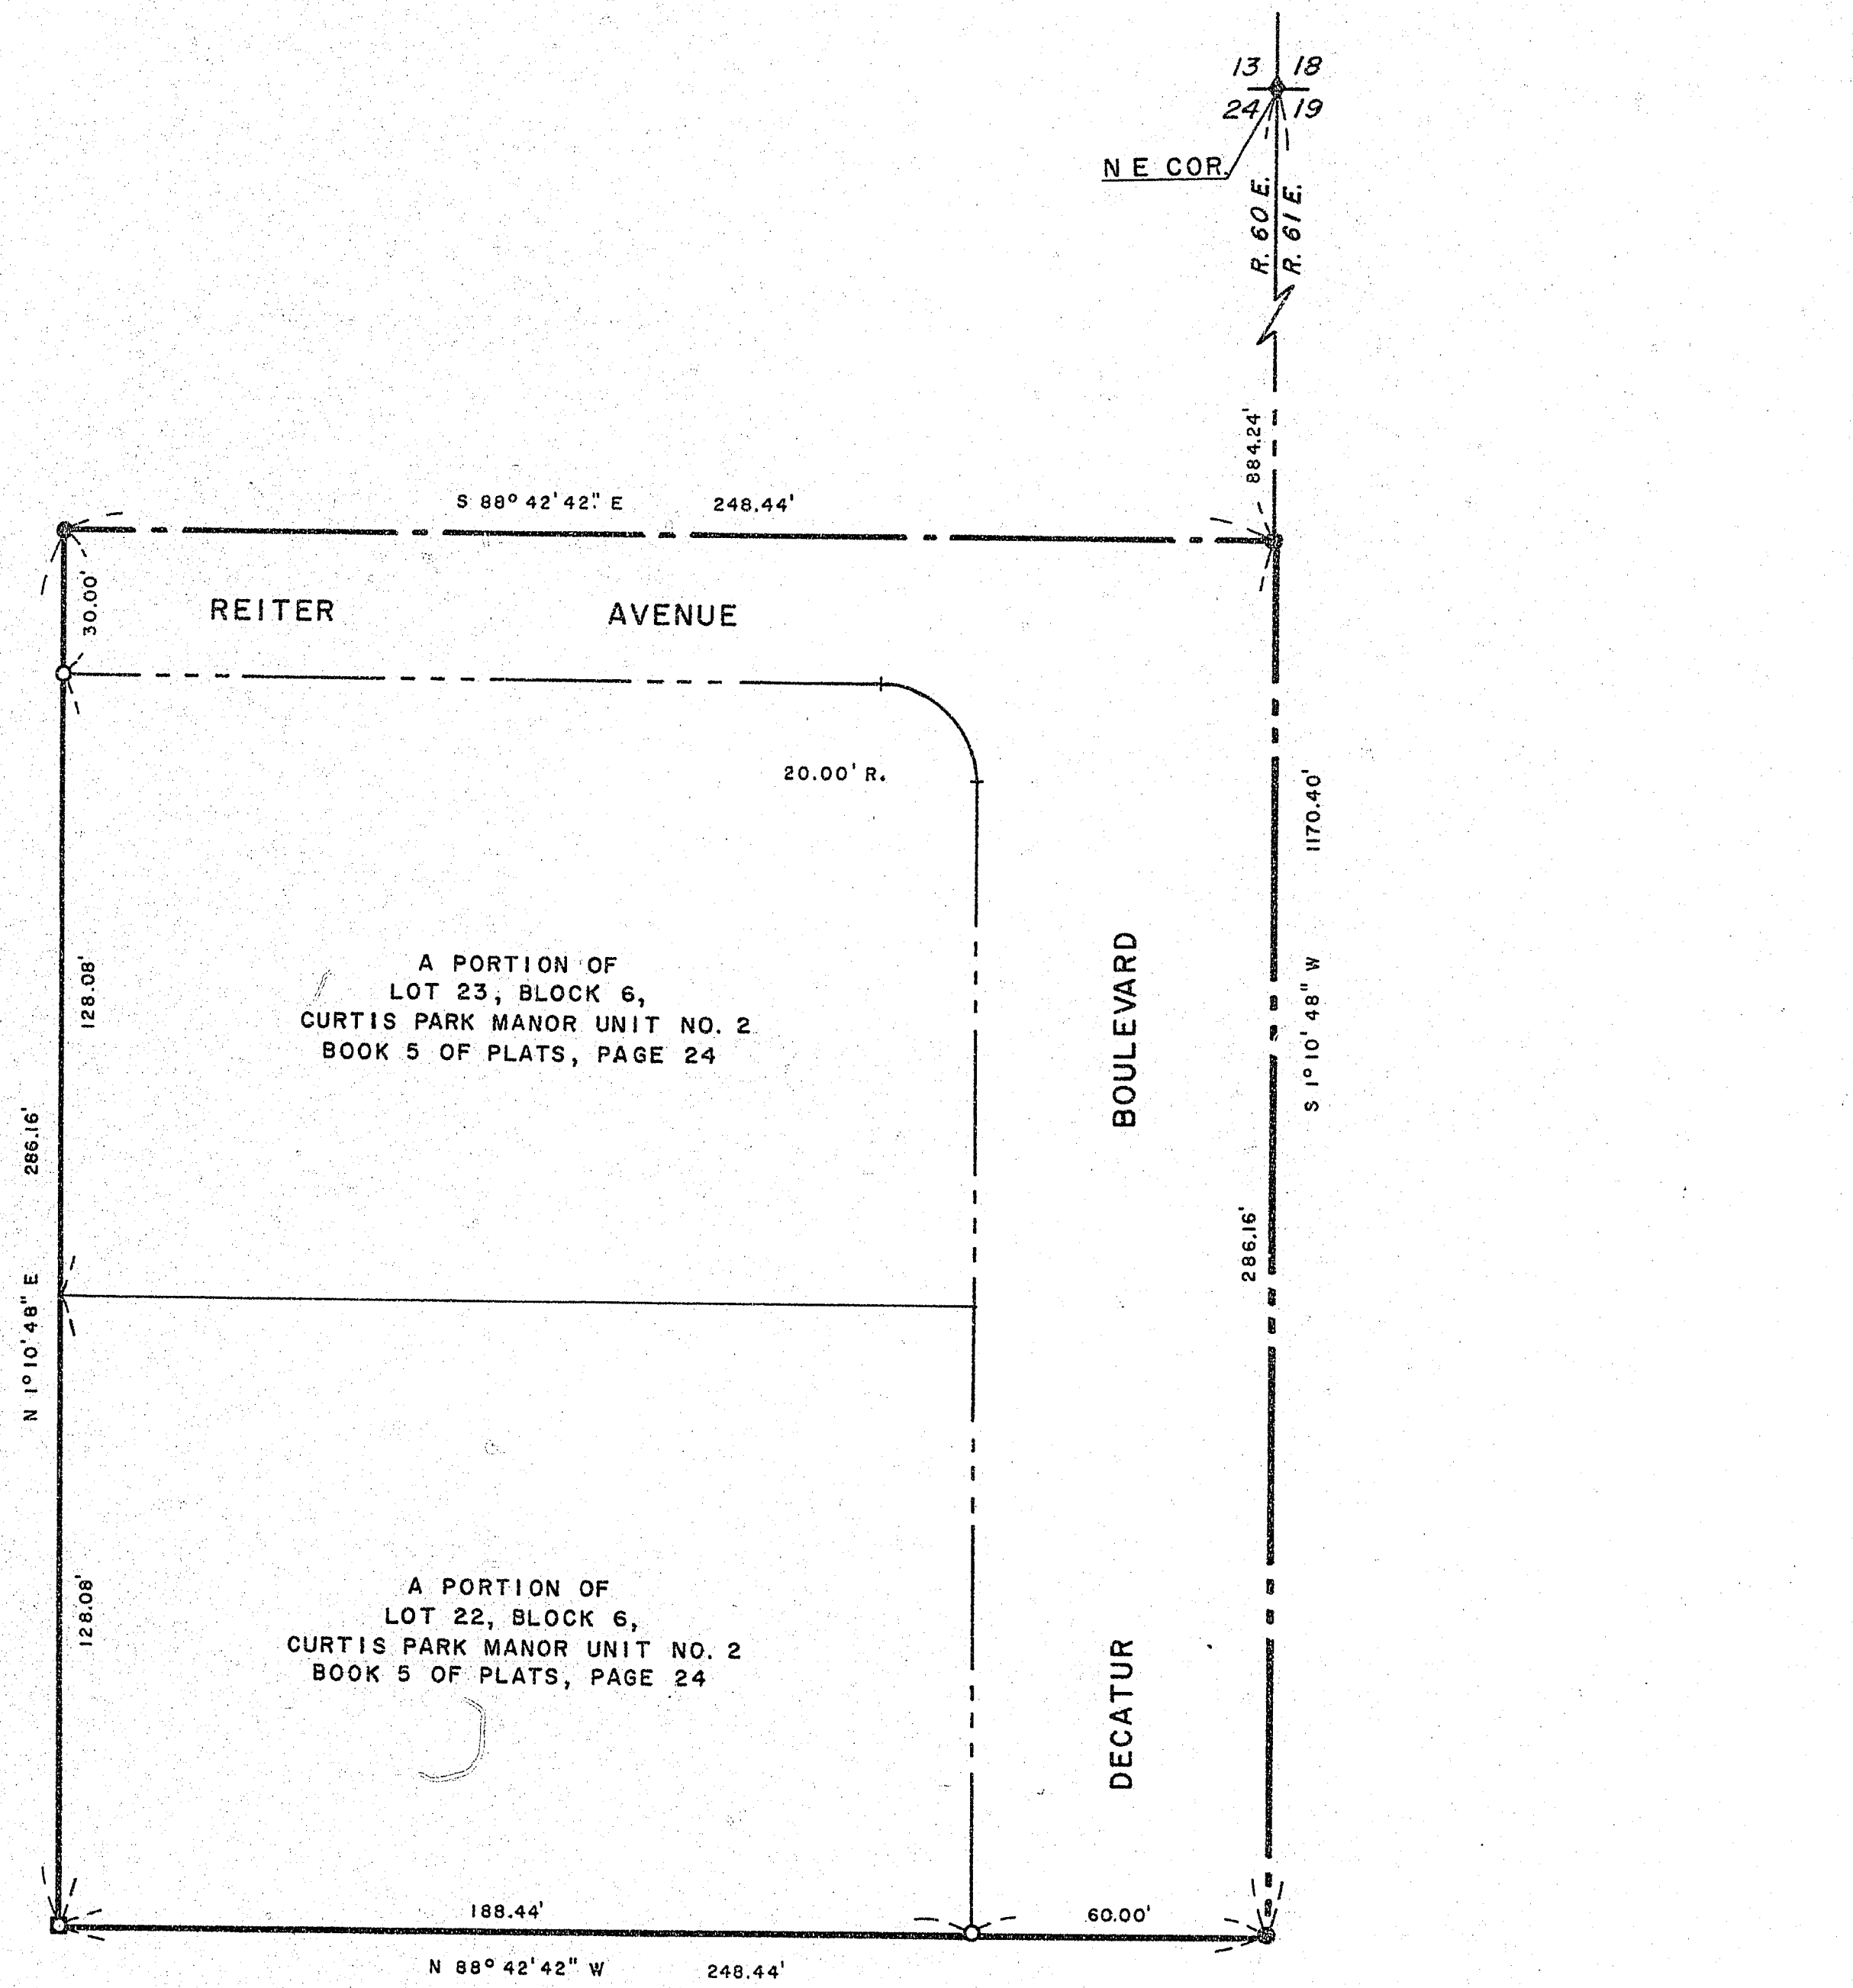 13 18
24 19
N E COR.
R. 60 E.
R. 61 E.
884.24'
S 88° 42' 42" E 248.44'
30.00'
REITER AVENUE
20.00' R.
1170.40'
S 1° 10' 48" W
BOULEVARD
DECATUR
128.08'
A PORTION OF
LOT 23, BLOCK 6,
CURTIS PARK MANOR UNIT NO. 2
BOOK 5 OF PLATS, PAGE 24
286.16'
N 1° 10' 48" E
286.16'
128.08'
A PORTION OF
LOT 22, BLOCK 6,
CURTIS PARK MANOR UNIT NO. 2
BOOK 5 OF PLATS, PAGE 24
188.44'
60.00'
N 88° 42' 42" W 248.44'